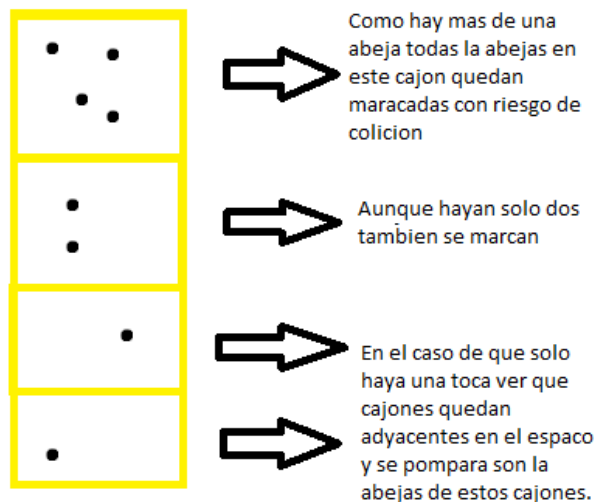 Como hay mas de una
abeja todas la abejas en
este cajon quedan
maracadas con riesgo de
colicion
Aunque hayan solo dos
tambien se marcan
En el caso de que solo
haya una toca ver que
cajones quedan
adyacentes en el espaco
y se pompara son la
abejas de estos cajones.